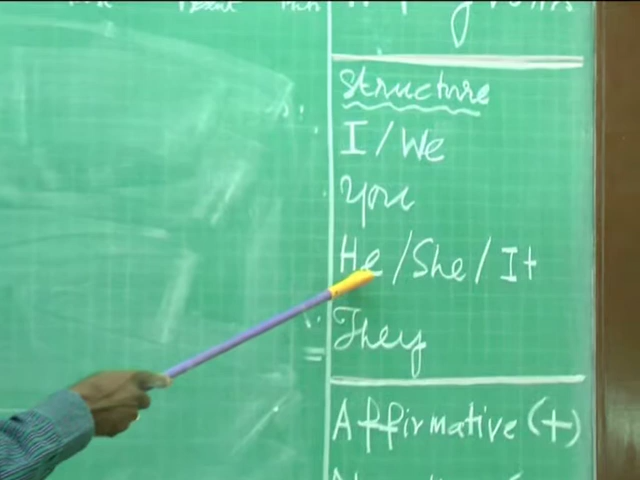 Structure
I/We
You
He/She/It
They
Affirmative (+)